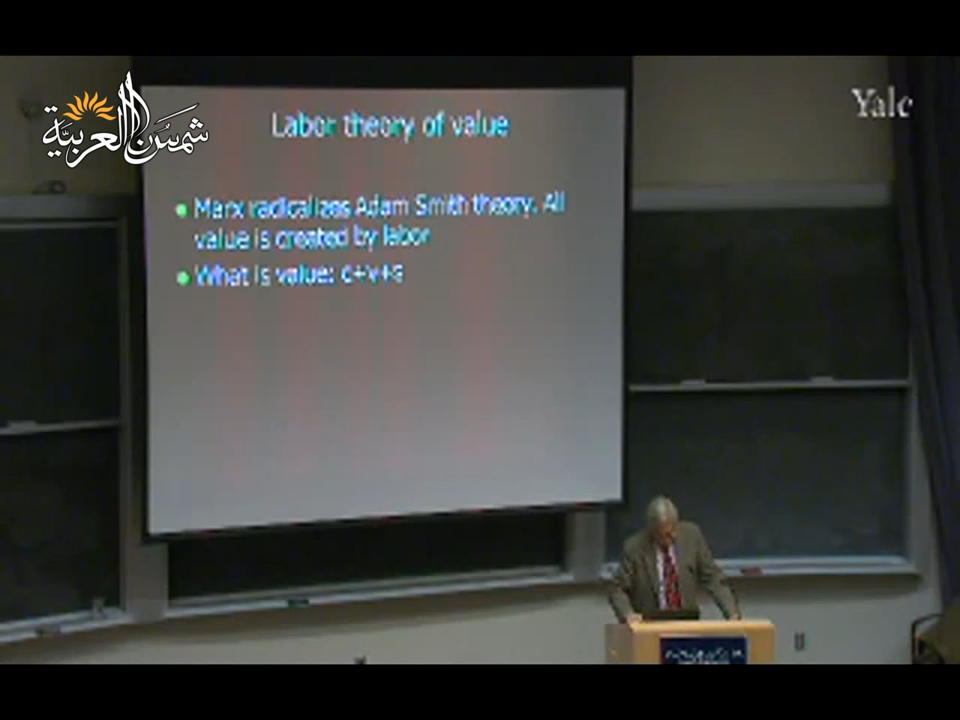 شمس العربية
Yale
Labor theory of value
Marx radicalizes Adam Smith theory. All
value is created by labor
What is value: c+v+s